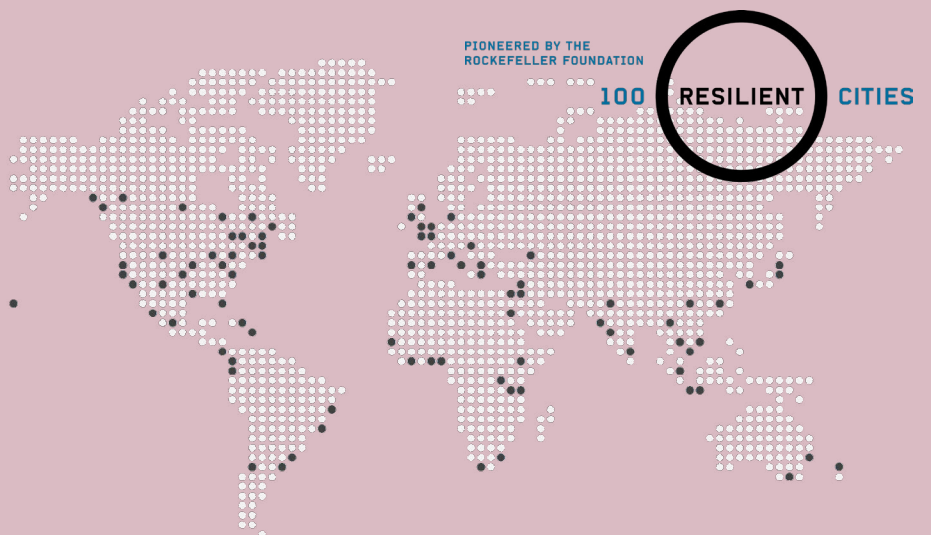 PIONEERED BY THE
ROCKEFELLER FOUNDATION
100 RESILIENT CITIES